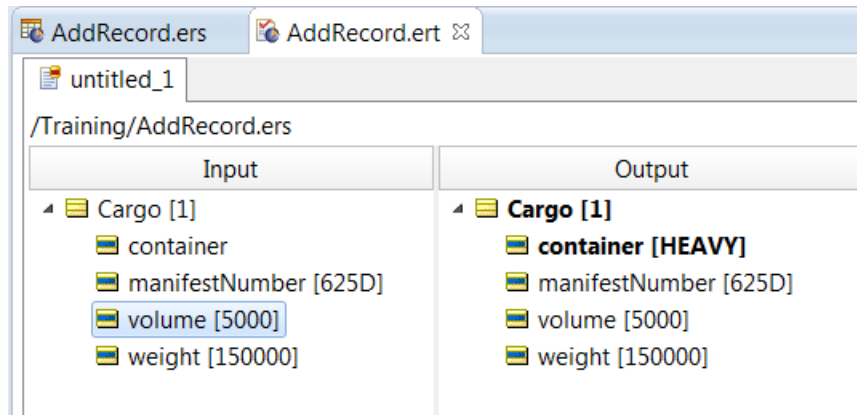 AddRecord.ers AddRecord.ert
untitled_1
/Training/AddRecord.ers
Input Output
Cargo [1] Cargo [1]
container container [HEAVY]
manifestNumber [625D] manifestNumber [625D]
volume [5000] volume [5000]
weight [150000] weight [150000]